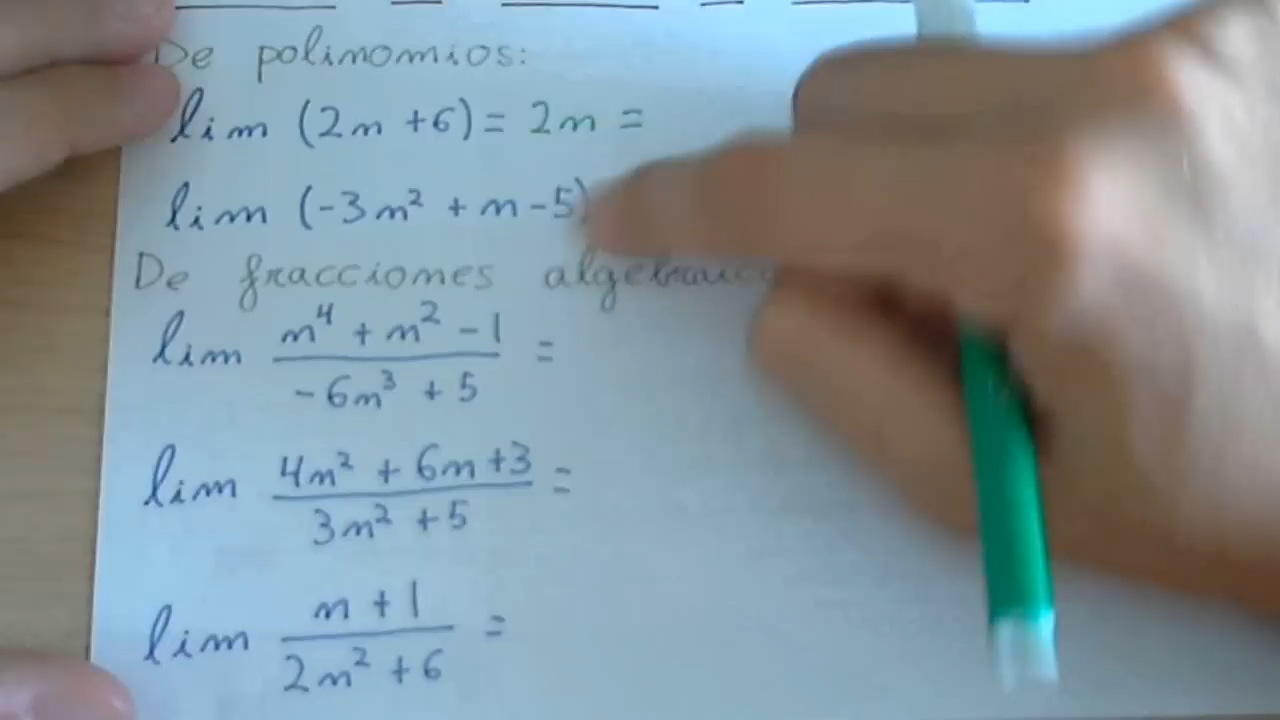 De polinomios:
lim (2n + 6) = 2n =
lim (-3n² + n - 5)
De fracciones algebraic
lim (n⁴ + n² - 1)/(-6n³ + 5) =
lim (4n² + 6n + 3)/(3n² + 5) =
lim (n + 1)/(2n² + 6) =